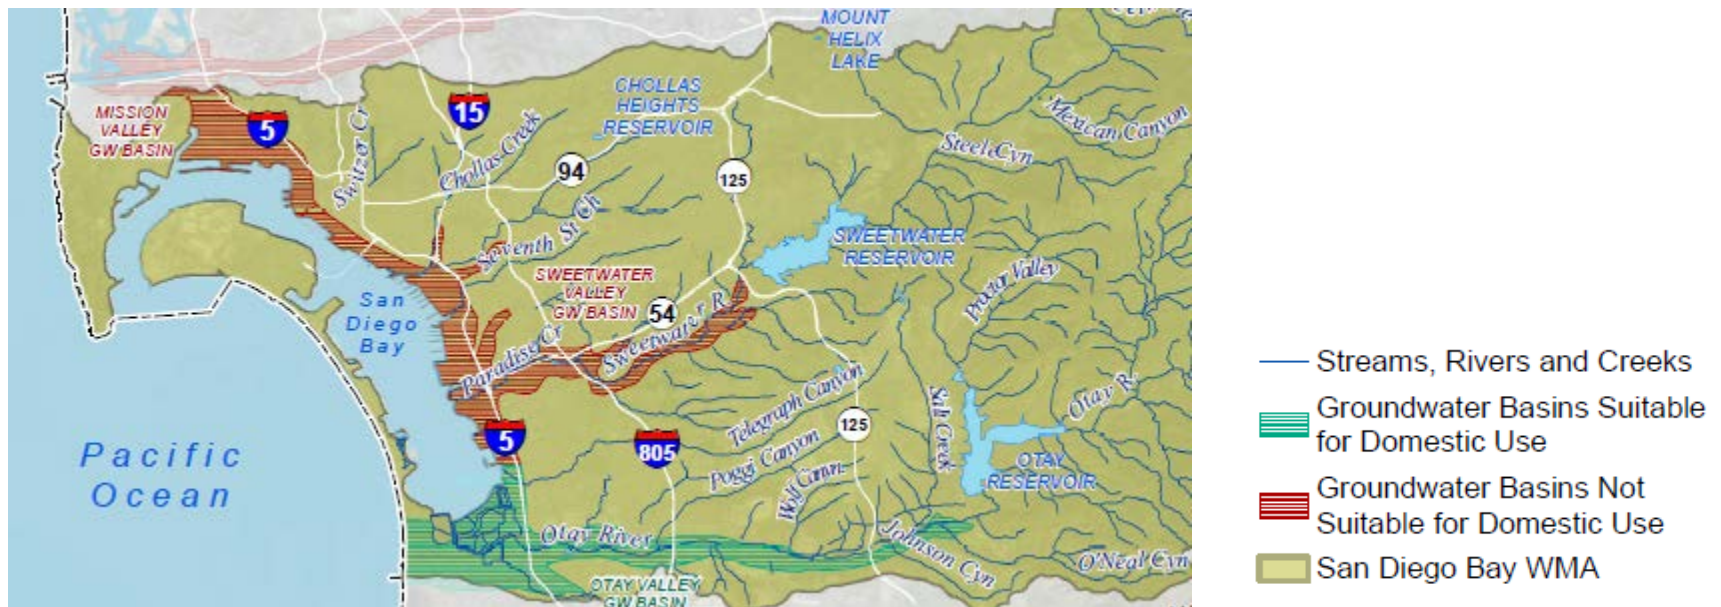 MOUNT
HELIX
LAKE
CHOLLAS
HEIGHTS
RESERVOIR
MISSION
VALLEY
GW BASIN
5
15
Switzer Cr
Chollas Creek
94
125
Mexican Canyon
Steele Cyn
Seventh St Ch
SWEETWATER
RESERVOIR
SWEETWATER
VALLEY
GW BASIN
54
Sweetwater R.
Proctor Valley
San
Diego
Bay
Paradise Cr
Telegraph Canyon
Poggi Canyon
Wolf Canyn.
125
Salt Creek
Otay R.
OTAY
RESERVOIR
5
805
Pacific
Ocean
Otay River
Johnson Cyn
O'Neal Cyn
OTAY VALLEY
GW BASIN
Streams, Rivers and Creeks
Groundwater Basins Suitable
for Domestic Use
Groundwater Basins Not
Suitable for Domestic Use
San Diego Bay WMA